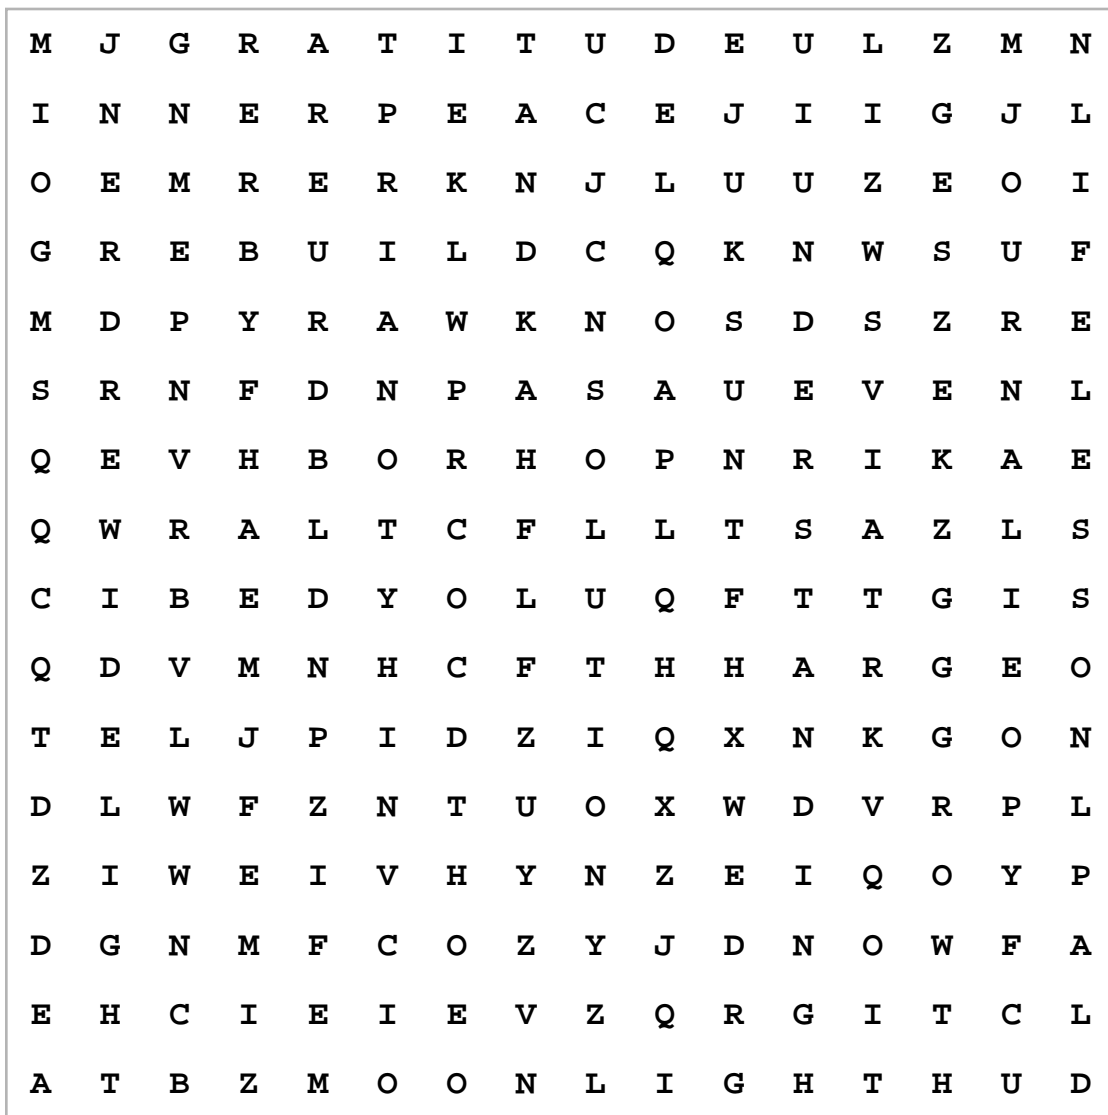 M J G R A T I T U D E U L Z M N
I N N E R P E A C E J I I G J L
O E M R E R K N J L U U Z E O I
G R E B U I L D C Q K N W S U F
M D P Y R A W K N O S D S Z R E
S R N F D N P A S A U E V E N L
Q E V H B O R H O P N R I K A E
Q W R A L T C F L L T S A Z L S
C I B E D Y O L U Q F T T G I S
Q D V M N H C F T H H A R G E O
T E L J P I D Z I Q X N K G O N
D L W F Z N T U O X W D V R P L
Z I W E I V H Y N Z E I Q O Y P
D G N M F C O Z Y J D N O W F A
E H C I E I E V Z Q R G I T C L
A T B Z M O O N L I G H T H U D